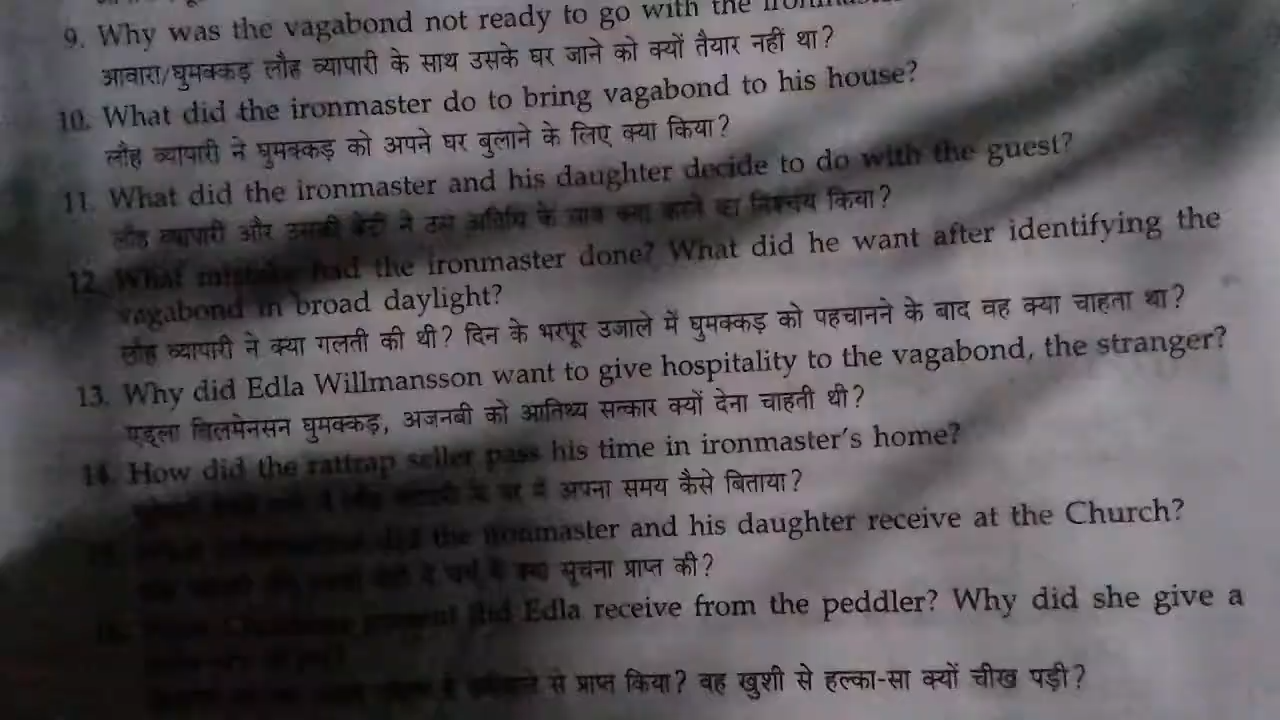 9. Why was the vagabond not ready to go with the
आवारा/घुमक्कड़ लौह व्यापारी के साथ उसके घर जाने को क्यों तैयार नहीं था?
10. What did the ironmaster do to bring vagabond to his house?
लौह व्यापारी ने घुमक्कड़ को अपने घर बुलाने के लिए क्या किया?
11. What did the ironmaster and his daughter decide to do with the guest?
लौह व्यापारी और उसकी बेटी ने उस अतिथि के साथ क्या करने का निश्चय किया?
12. What mistake had the ironmaster done? What did he want after identifying the
vagabond in broad daylight?
लौह व्यापारी ने क्या गलती की थी? दिन के भरपूर उजाले में घुमक्कड़ को पहचानने के बाद वह क्या चाहता था?
13. Why did Edla Willmansson want to give hospitality to the vagabond, the stranger?
एड्ला विलमेनसन घुमक्कड़, अजनबी को आतिथ्य सत्कार क्यों देना चाहती थी?
14. How did the rattrap seller pass his time in ironmaster's home?
में अपना समय कैसे बिताया?
did the ironmaster and his daughter receive at the Church?
सूचना प्राप्त की?
did Edla receive from the peddler? Why did she give a
से प्राप्त किया? वह खुशी से हल्का-सा क्यों चीख पड़ी?